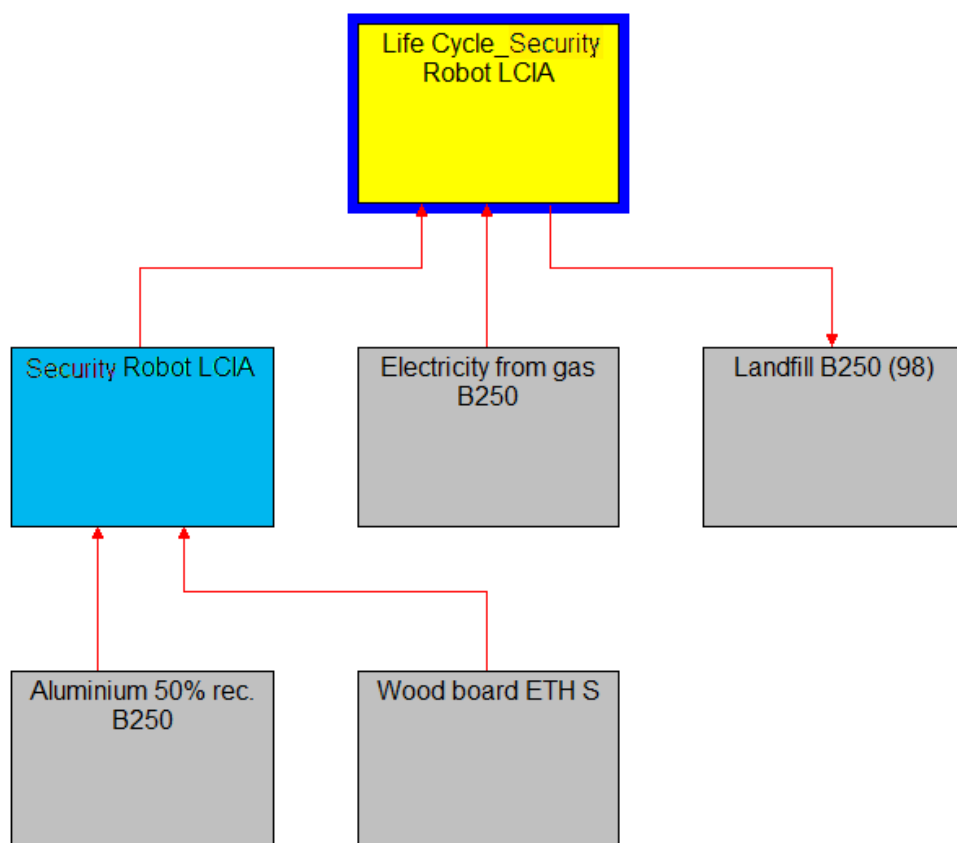 Life Cycle_Security
Robot LCIA
Security Robot LCIA
Electricity from gas
B250
Landfill B250 (98)
Aluminium 50% rec.
B250
Wood board ETH S